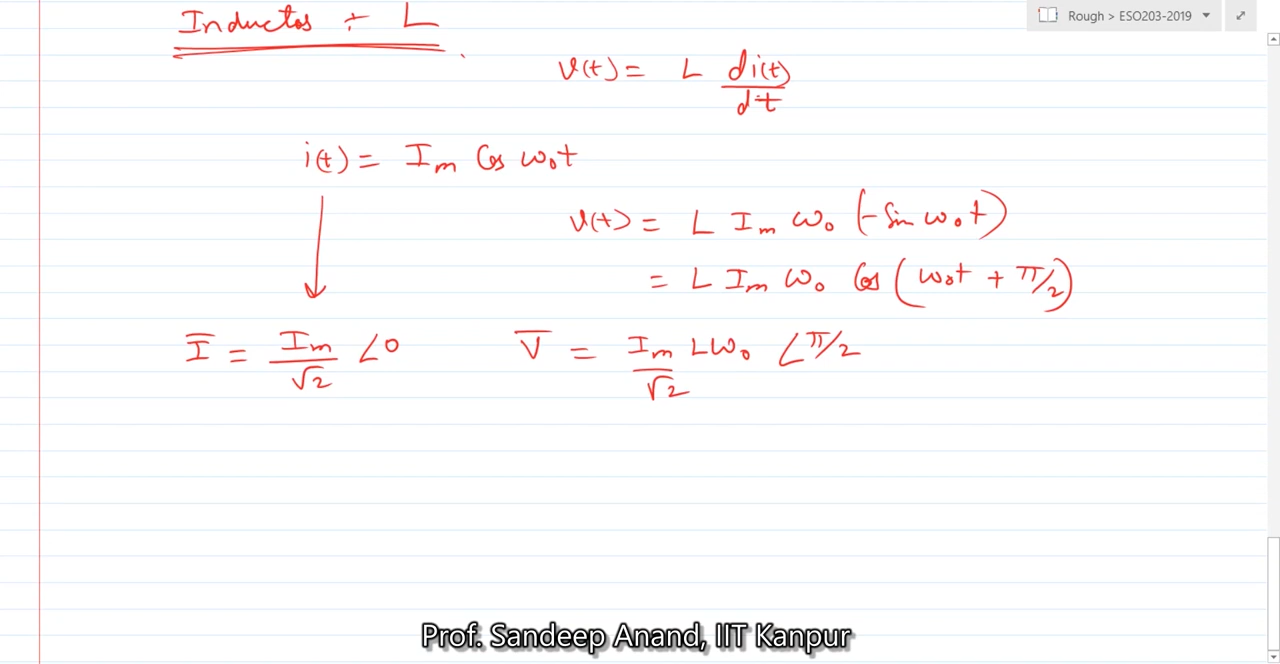 Rough > ESO203-2019
Inductor ÷ L
v(t) = L di(t)/dt
i(t) = Im Cos ω₀t
v(t) = L Im ω₀ (-Sin ω₀t)
= L Im ω₀ Cos (ω₀t + π/2)
Ī = Im/√2 ∠0 V̄ = Im/√2 Lω₀ ∠π/2
Prof. Sandeep Anand, IIT Kanpur